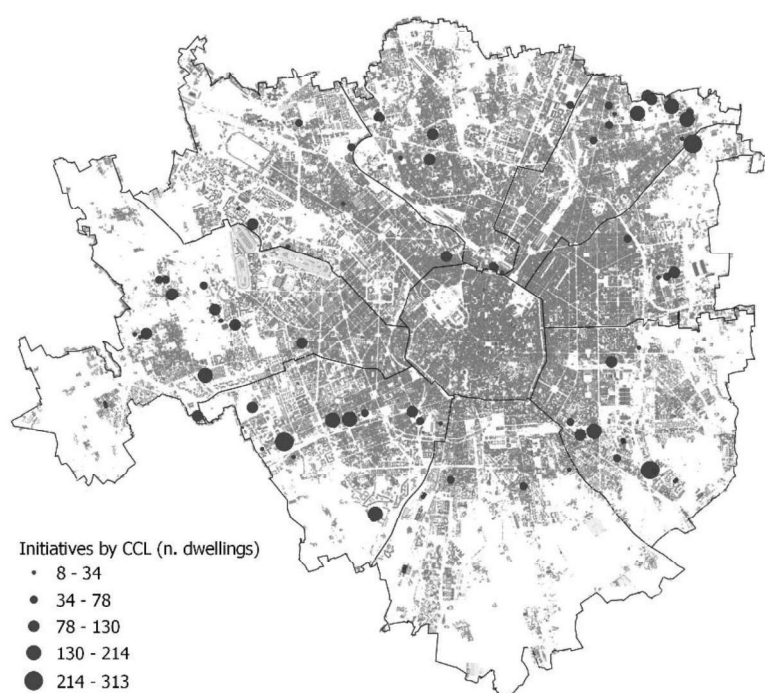 Initiatives by CCL (n. dwellings)
8 - 34
34 - 78
78 - 130
130 - 214
214 - 313